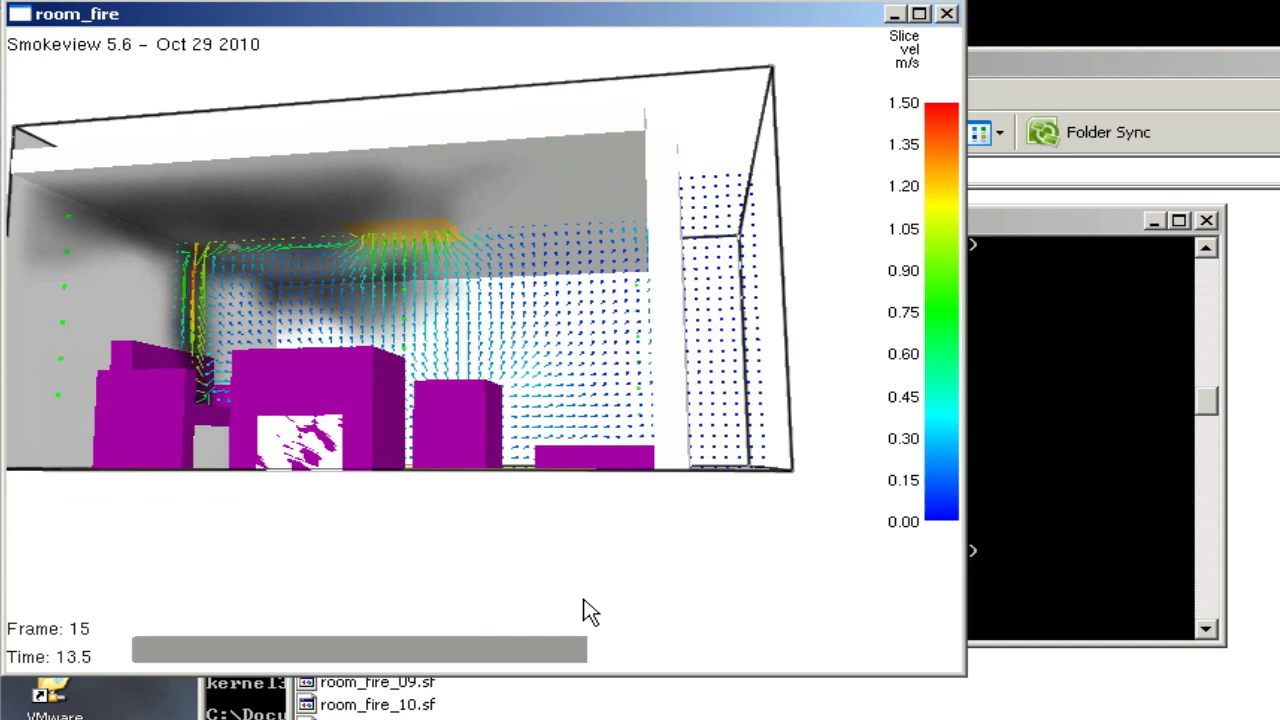 room_fire
Smokeview 5.6 - Oct 29 2010
Slice
vel
m/s
1.50
1.35
1.20
1.05
0.90
0.75
0.60
0.45
0.30
0.15
0.00
Folder Sync
>
>
Frame: 15
Time: 13.5
kernel3
room_fire_09.sf
C:\Docu
room_fire_10.sf
VMware